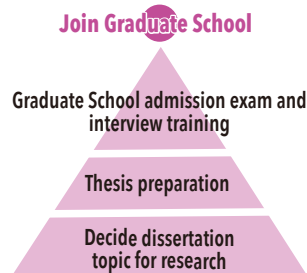 Join Graduate School
Graduate School admission exam and
interview training
Thesis preparation
Decide dissertation
topic for research